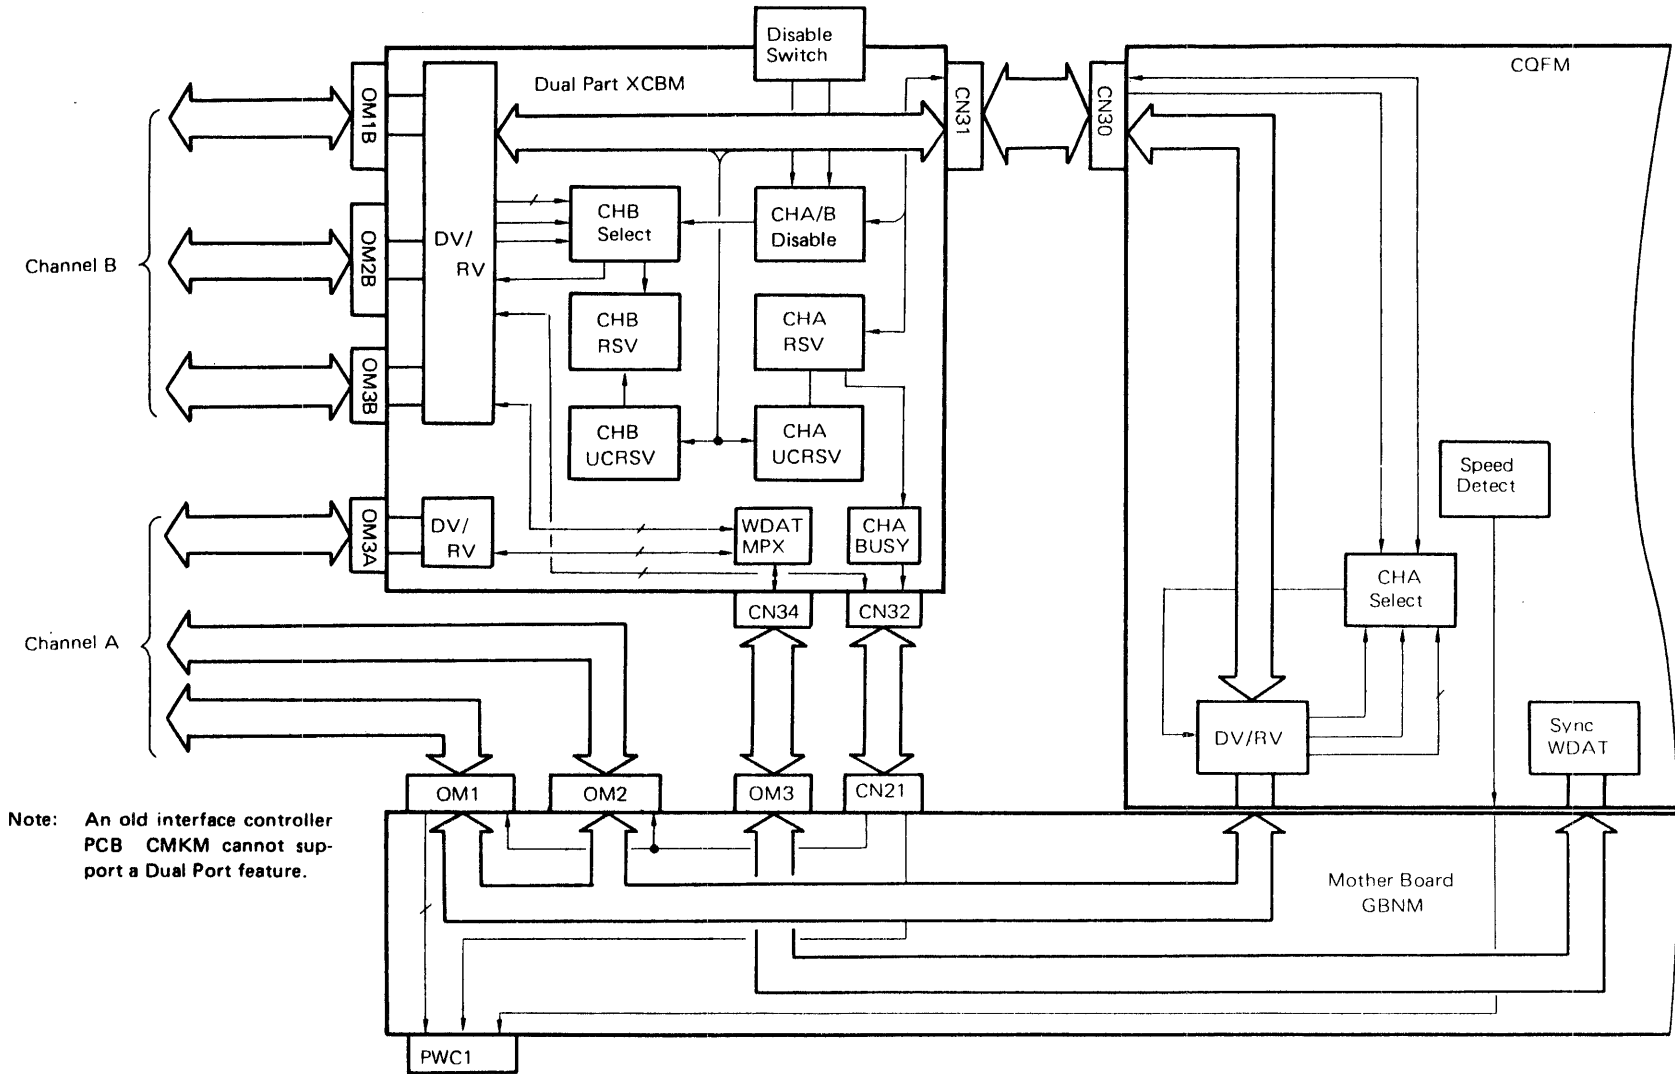 Disable
Switch
Dual Part XCBM
CQFM
OM1B
CN31
CN30
CHB
Select
CHA/B
Disable
DV/
RV
Channel B
OM2B
CHB
RSV
CHA
RSV
OM3B
CHB
UCRSV
CHA
UCRSV
Speed
Detect
OM3A
DV/
RV
WDAT
MPX
CHA
BUSY
CHA
Select
CN34
CN32
Channel A
DV/RV
Sync
WDAT
OM1
OM2
OM3
CN21
Note: An old interface controller
PCB CMKM cannot sup-
port a Dual Port feature.
Mother Board
GBNM
PWC1